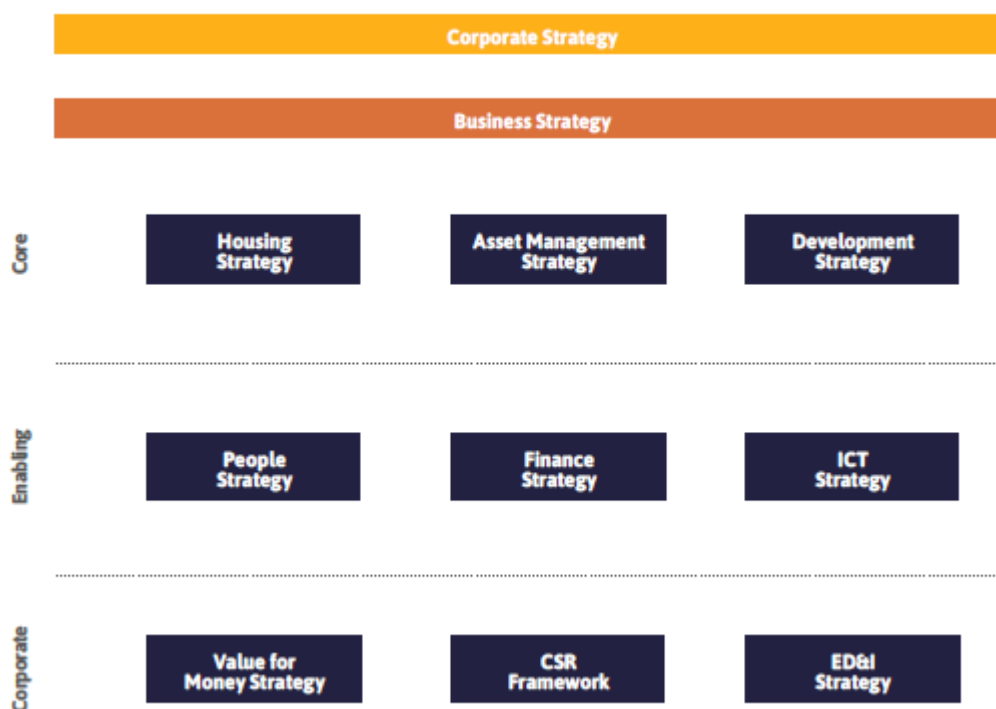 Corporate Strategy
Business Strategy
Core
Housing
Strategy
Asset Management
Strategy
Development
Strategy
Enabling
People
Strategy
Finance
Strategy
ICT
Strategy
Corporate
Value for
Money Strategy
CSR
Framework
ED&I
Strategy